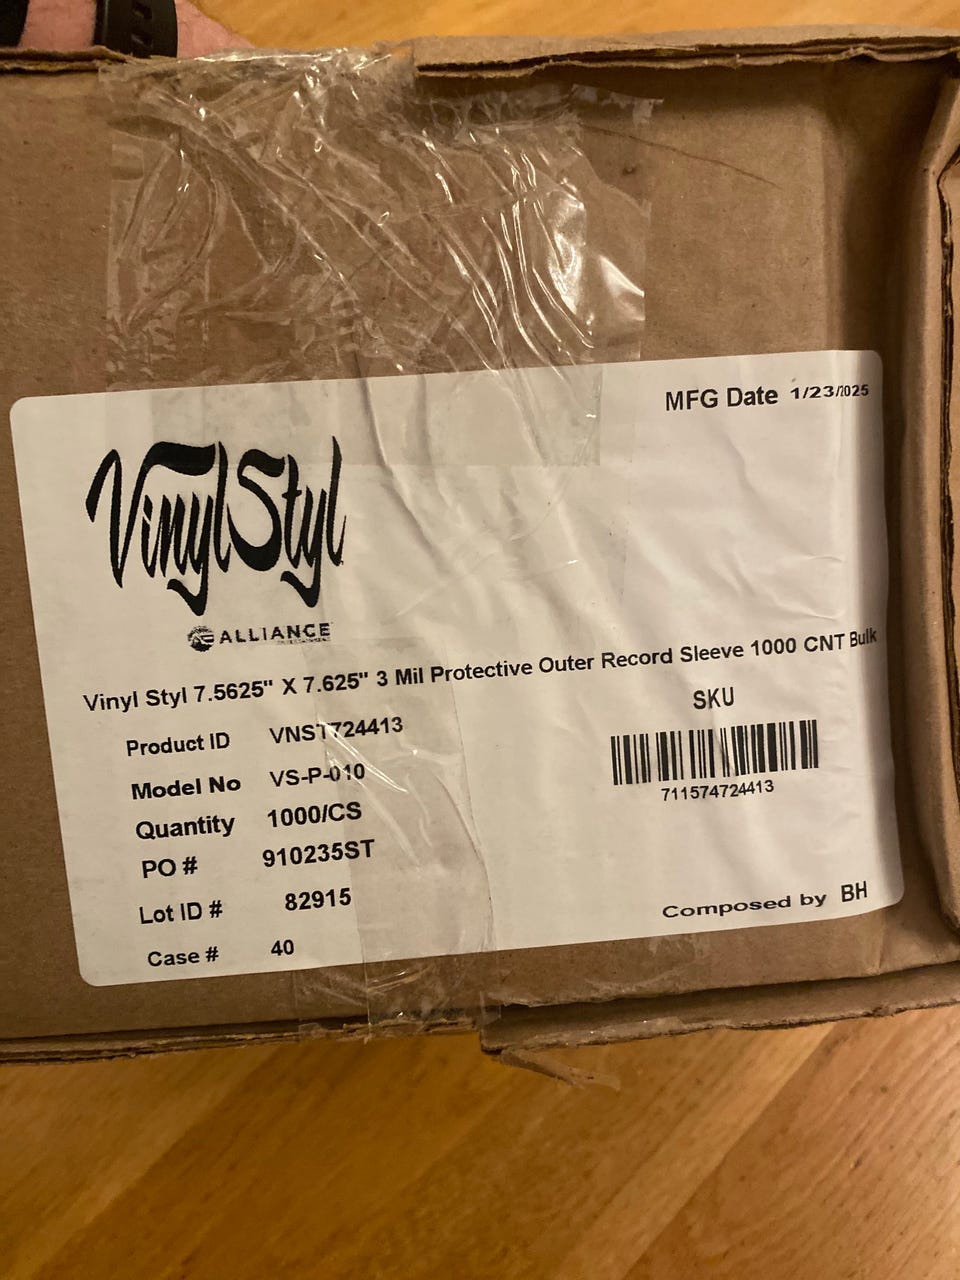 MFG Date 1/23/2025
Vinyl Styl
ALLIANCE
Vinyl Styl 7.5625" X 7.625" 3 Mil Protective Outer Record Sleeve 1000 CNT Bulk
SKU
Product ID VNST724413
Model No VS-P-010
711574724413
Quantity 1000/CS
PO # 910235ST
Lot ID # 82915
Composed by BH
Case # 40